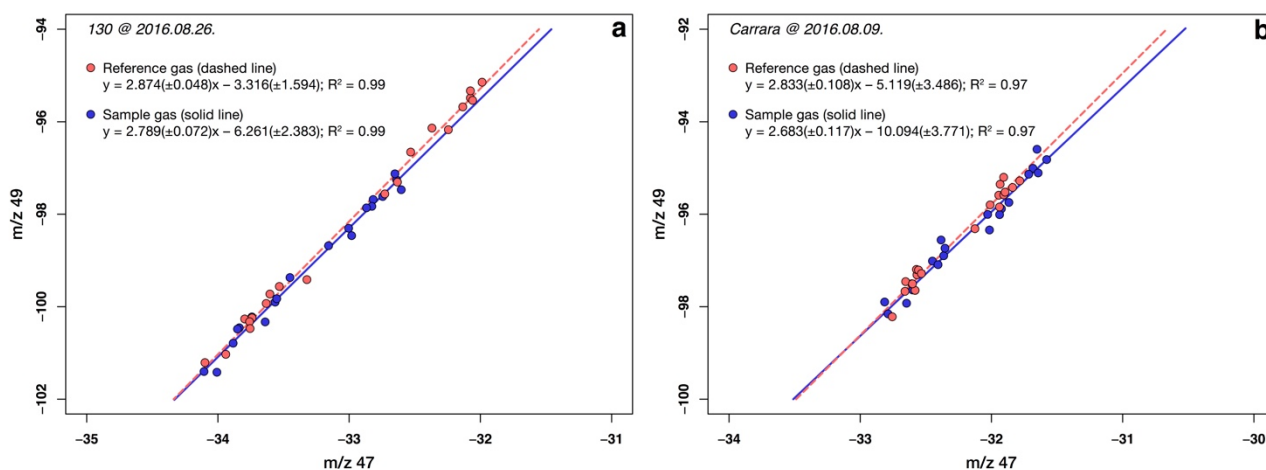 130 @ 2016.08.26.
a
Reference gas (dashed line)
y = 2.874(±0.048)x − 3.316(±1.594); R² = 0.99
Sample gas (solid line)
y = 2.789(±0.072)x − 6.261(±2.383); R² = 0.99
−94
−96
−98
−100
−102
m/z 49
−35 −34 −33 −32 −31
m/z 47
Carrara @ 2016.08.09.
b
Reference gas (dashed line)
y = 2.833(±0.108)x − 5.119(±3.486); R² = 0.97
Sample gas (solid line)
y = 2.683(±0.117)x − 10.094(±3.771); R² = 0.97
−92
−94
−96
−98
−100
m/z 49
−34 −33 −32 −31 −30
m/z 47